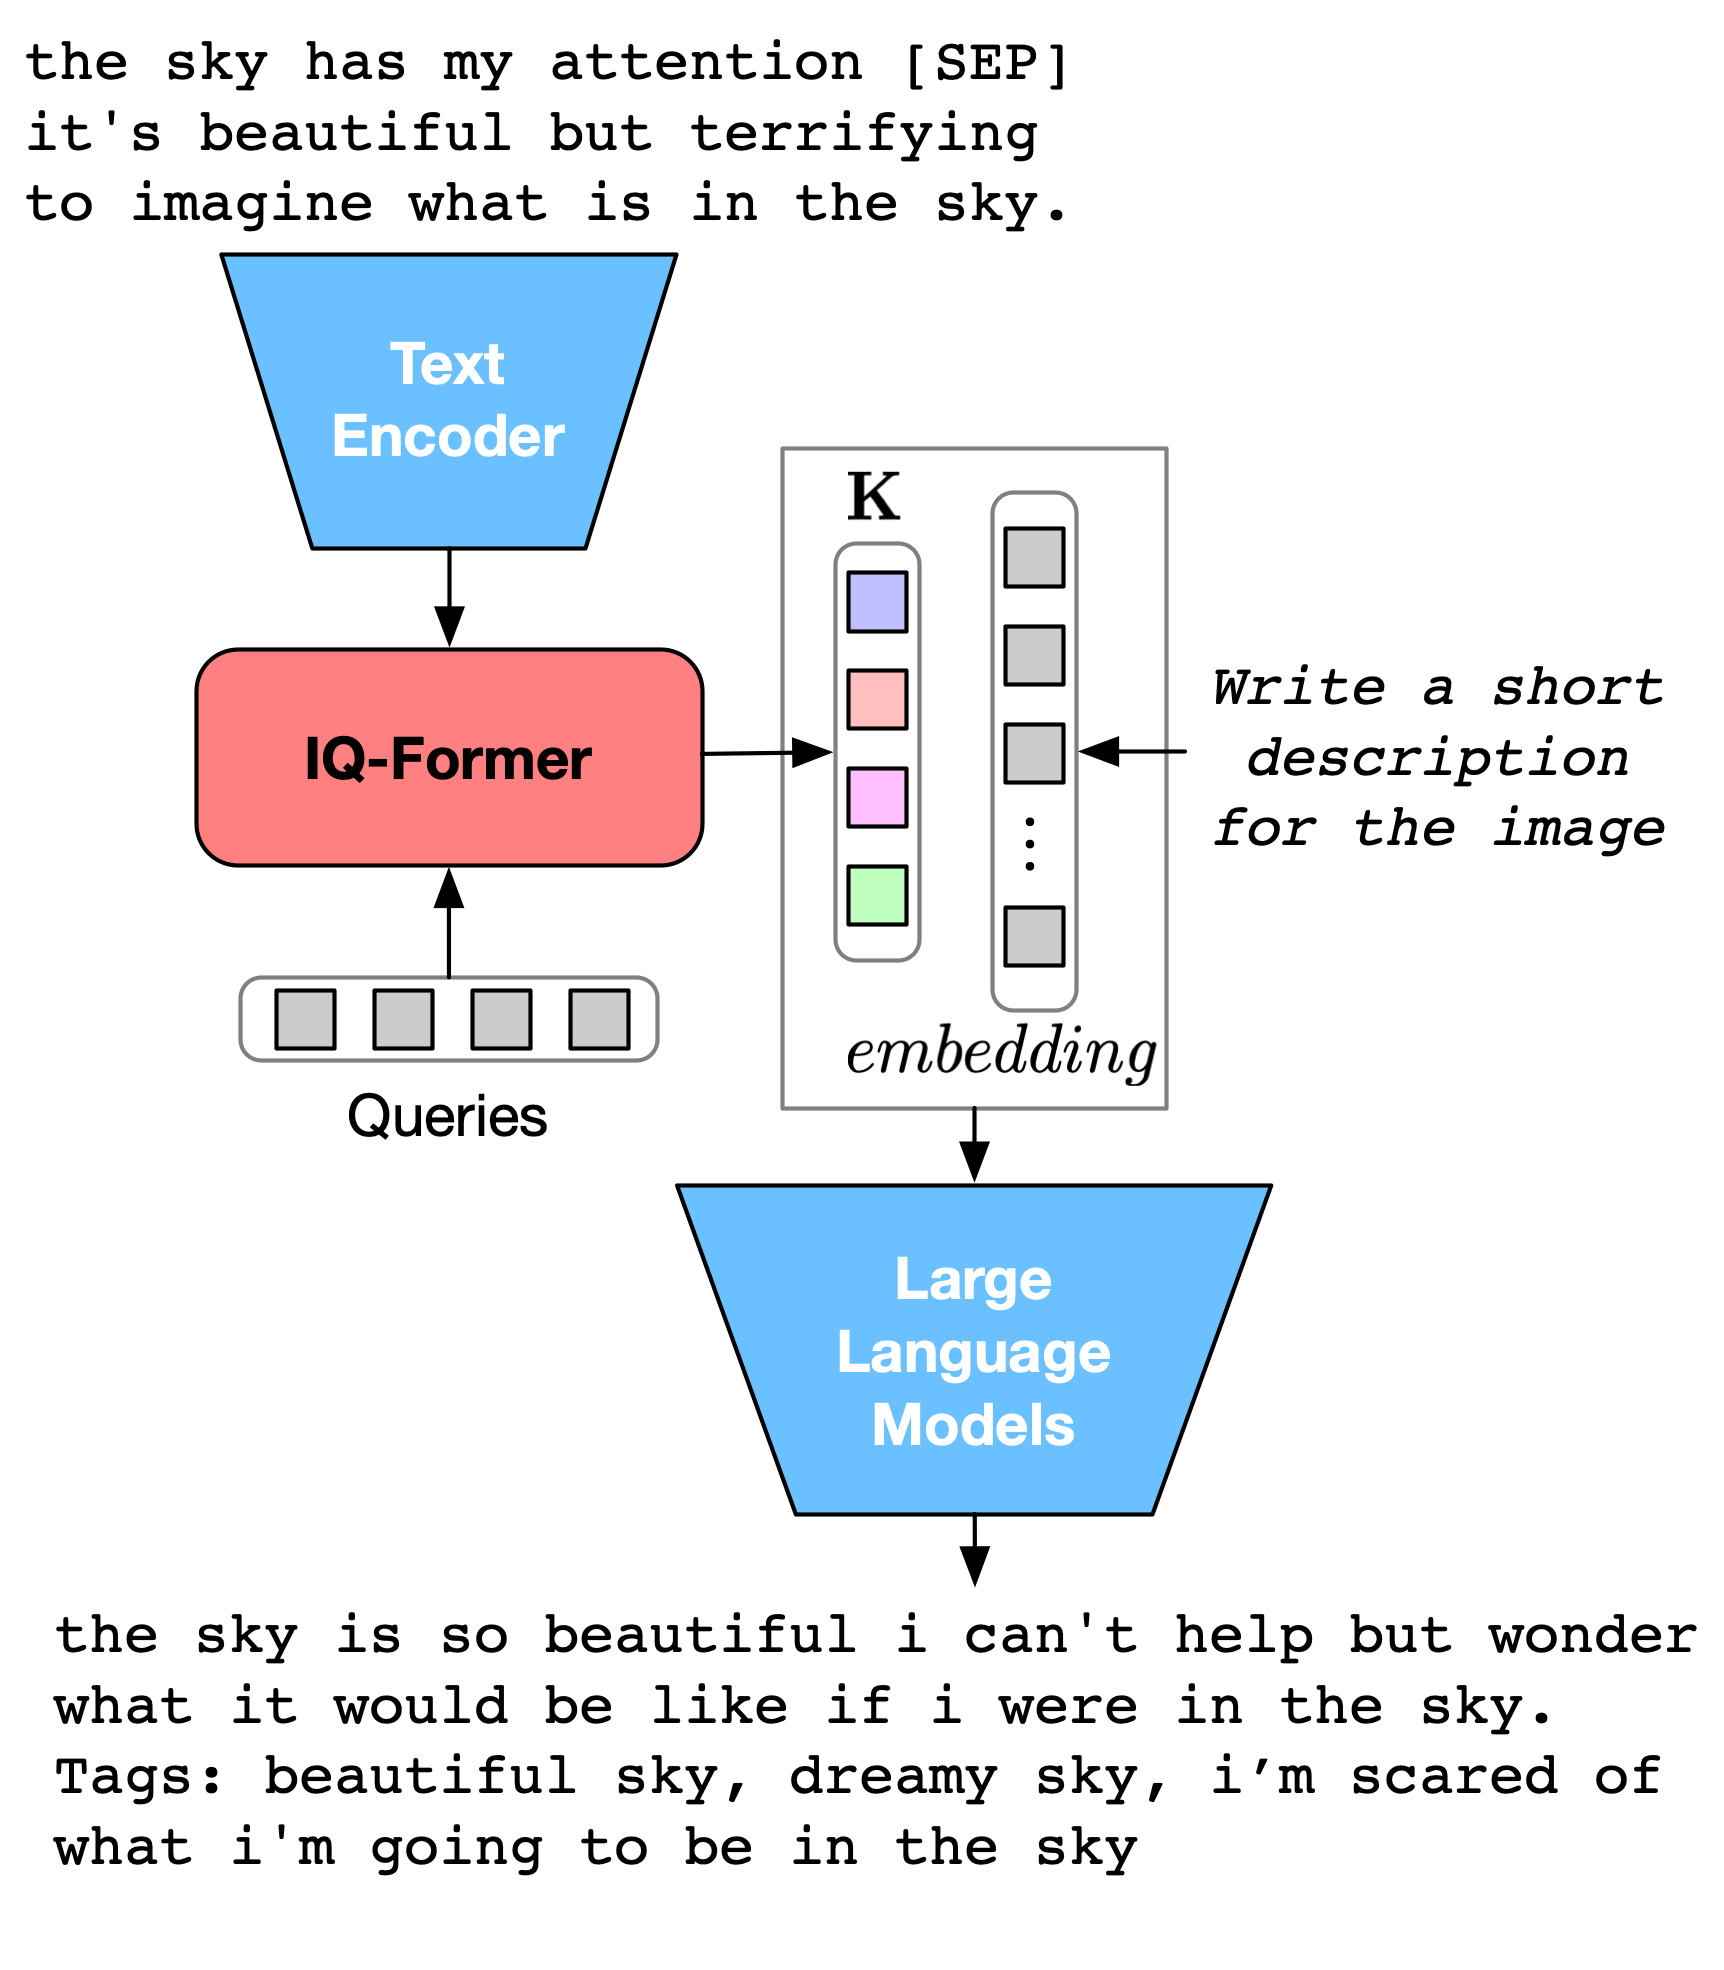 the sky has my attention [SEP]
it's beautiful but terrifying
to imagine what is in the sky.
Text
Encoder
IQ-Former
Queries
K
embedding
Write a short
description
for the image
Large
Language
Models
the sky is so beautiful i can't help but wonder
what it would be like if i were in the sky.
Tags: beautiful sky, dreamy sky, i’m scared of
what i'm going to be in the sky